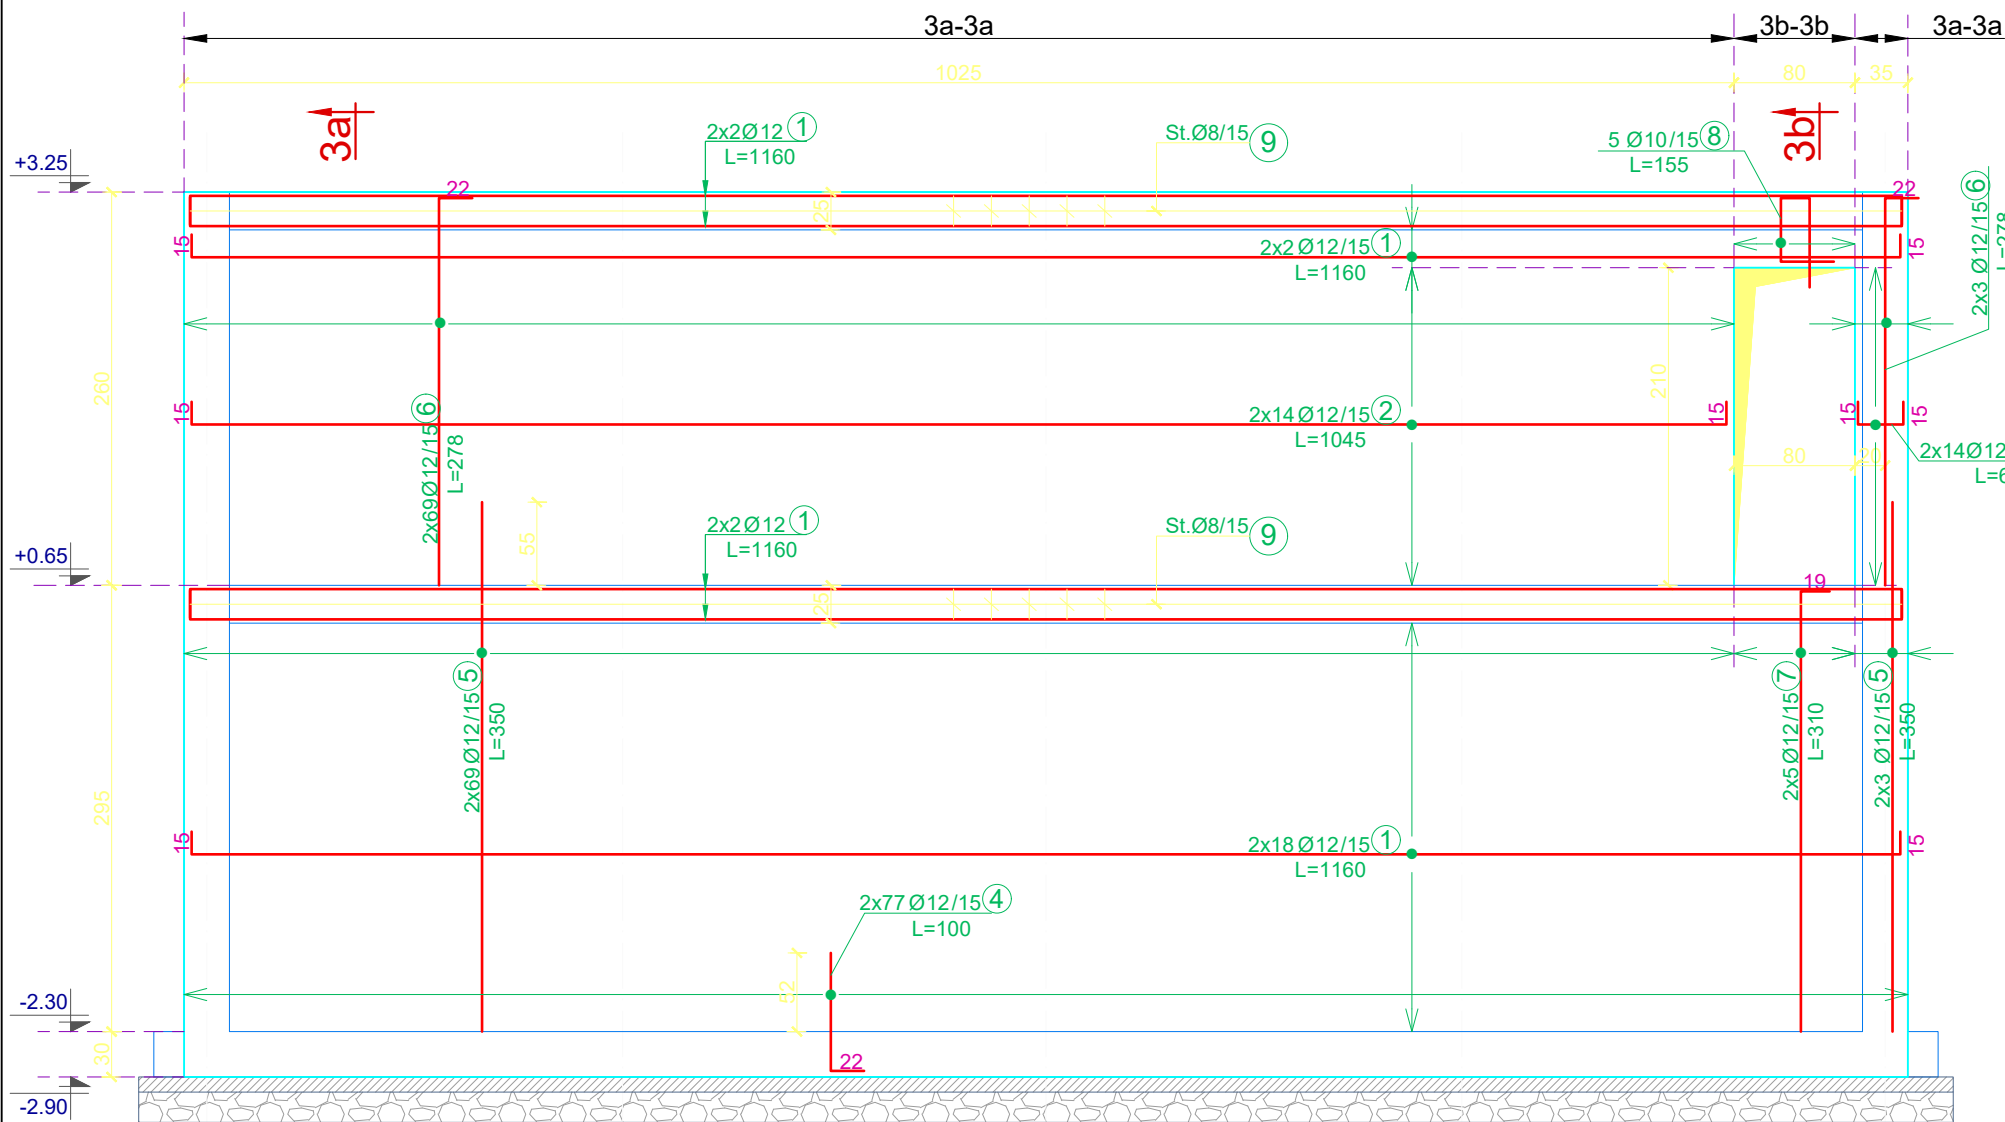 3a-3a
3b-3b
3a-3a
1025
80
35
3a
3b
2x2Ø12 1
L=1160
St.Ø8/15 9
5 Ø10/15 8
L=155
+3.25
22
22
25
2x3 Ø12/15 6
L=278
15
2x2 Ø12/15 1
L=1160
15
260
210
2x69Ø12/15 6
L=278
15
2x14 Ø12/15 2
L=1045
15
15
15
80
20
2x14Ø12
55
2x2Ø12 1
L=1160
St.Ø8/15 9
+0.65
25
19
2x69 Ø12/15 5
L=350
2x5 Ø12/15 7
L=310
2x3 Ø12/15 5
L=350
295
15
2x18 Ø12/15 1
L=1160
15
2x77 Ø12/15 4
L=100
52
-2.30
30
22
-2.90